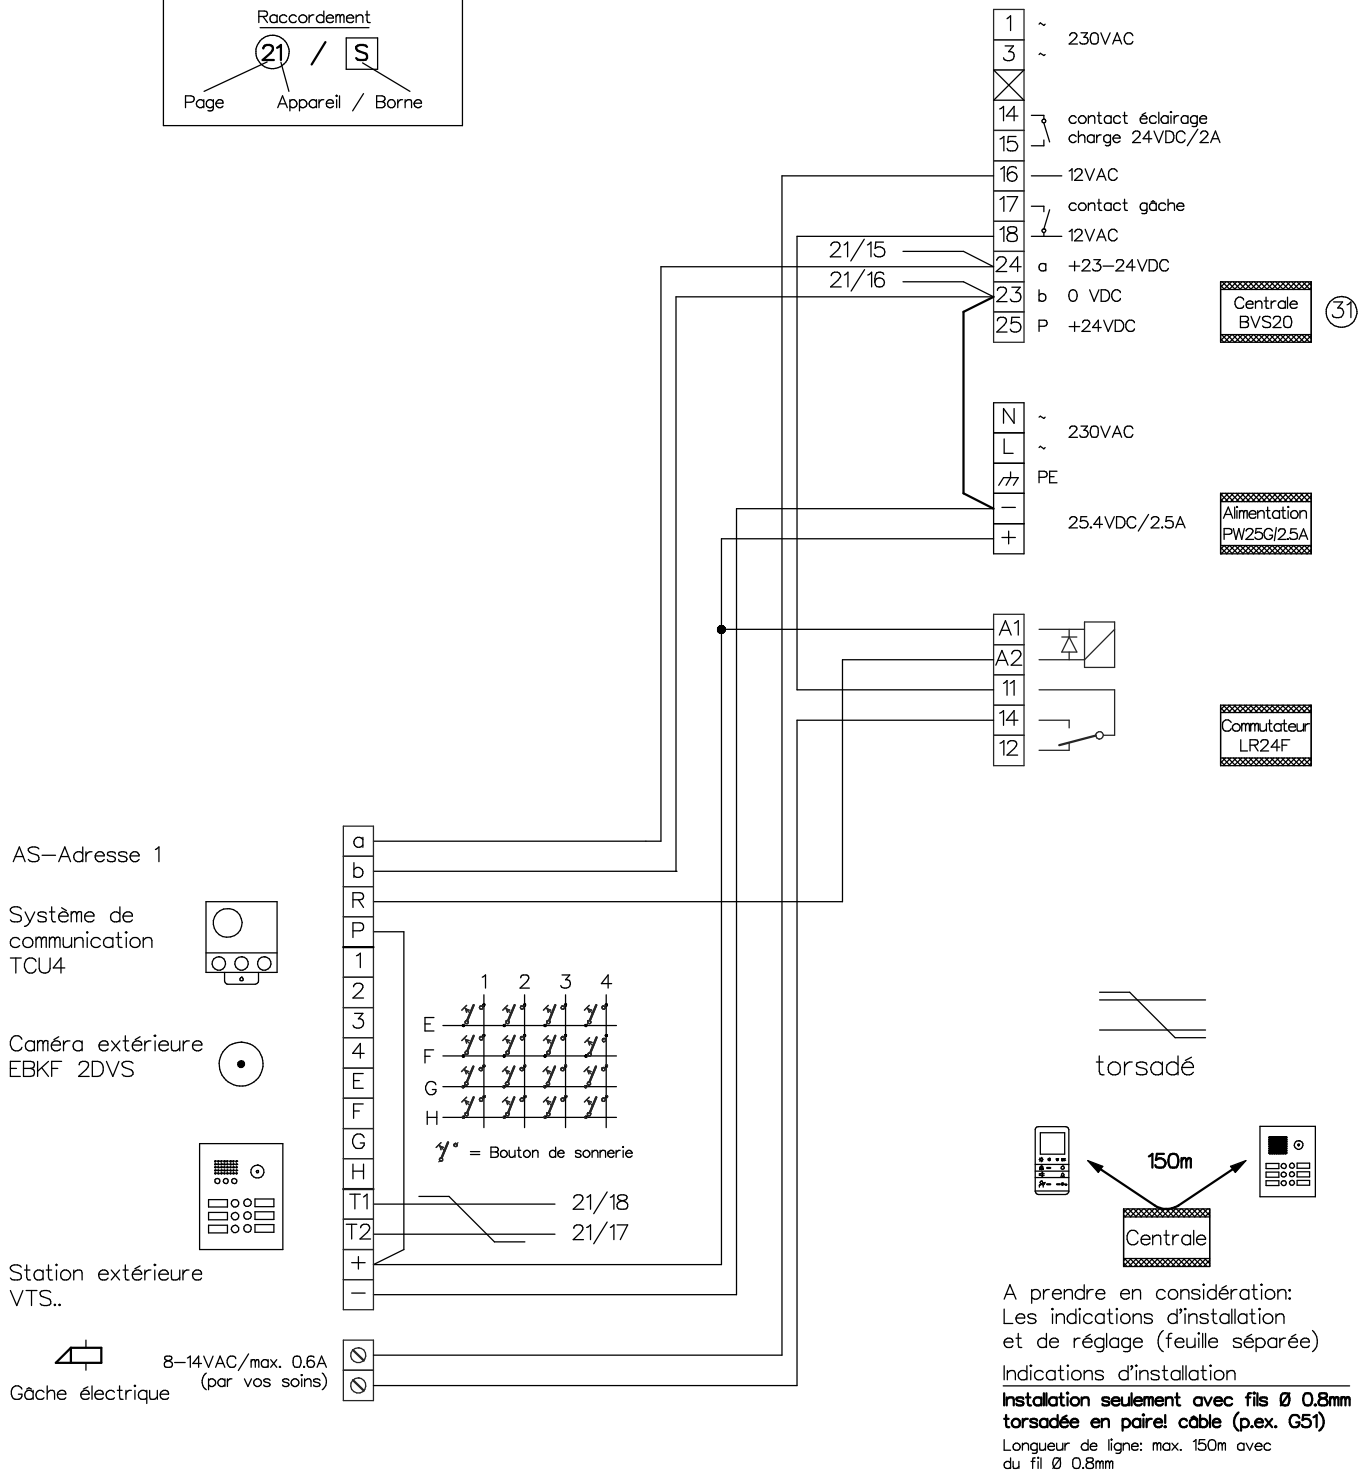 Raccordement
21 / S
Page Appareil / Borne
1 ~
230VAC
3 ~
14 contact éclairage
15 charge 24VDC/2A
16 12VAC
17 contact gâche
18 12VAC
21/15
24 a +23-24VDC
21/16
23 b 0 VDC
25 P +24VDC
Centrale
BVS20
31
N ~
230VAC
L ~
PE
-
25.4VDC/2.5A
+
Alimentation
PW25G/2.5A
A1
A2
11
14
12
Commutateur
LR24F
AS-Adresse 1
Système de
communication
TCU4
Caméra extérieure
EBKF 2DVS
Station extérieure
VTS..
Gâche électrique
8-14VAC/max. 0.6A
(par vos soins)
a
b
R
P
1
2
3
4
E
F
G
H
T1
T2
+
-
1 2 3 4
E
F
G
H
= Bouton de sonnerie
21/18
21/17
torsadé
150m
Centrale
A prendre en considération:
Les indications d'installation
et de réglage (feuille séparée)
Indications d'installation
Installation seulement avec fils Ø 0.8mm
torsadée en paire! câble (p.ex. G51)
Longueur de ligne: max. 150m avec
du fil Ø 0.8mm